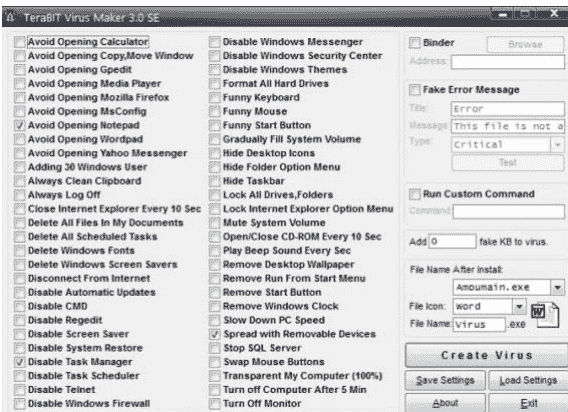 TeraBIT Virus Maker 3.0 SE
Avoid Opening Calculator
Avoid Opening Copy,Move Window
Avoid Opening Gpedit
Avoid Opening Media Player
Avoid Opening Mozilla Firefox
Avoid Opening MsConfig
Avoid Opening Notepad
Avoid Opening Wordpad
Avoid Opening Yahoo Messenger
Adding 30 Windows User
Always Clean Clipboard
Always Log Off
Close Internet Explorer Every 10 Sec
Delete All Files In My Documents
Delete All Scheduled Tasks
Delete Windows Fonts
Delete Windows Screen Savers
Disconnect From Internet
Disable Automatic Updates
Disable CMD
Disable Regedit
Disable Screen Saver
Disable System Restore
Disable Task Manager
Disable Task Scheduler
Disable Telnet
Disable Windows Firewall
Disable Windows Messenger
Disable Windows Security Center
Disable Windows Themes
Format All Hard Drives
Funny Keyboard
Funny Mouse
Funny Start Button
Gradually Fill System Volume
Hide Desktop Icons
Hide Folder Option Menu
Hide Taskbar
Lock All Drives,Folders
Lock Internet Explorer Option Menu
Mute System Volume
Open/Close CD-ROM Every 10 Sec
Play Beep Sound Every Sec
Remove Desktop Wallpaper
Remove Run From Start Menu
Remove Start Button
Remove Windows Clock
Slow Down PC Speed
Spread with Removable Devices
Stop SQL Server
Swap Mouse Buttons
Transparent My Computer (100%)
Turn off Computer After 5 Min
Turn Off Monitor
Binder Browse
Address:
Fake Error Message
Title: Error
Message: This file is not a
Type: Critical
Test
Run Custom Command
Command:
Add 0 fake KB to virus.
File Name After Install:
Amoumain.exe
File Icon: Word W
File Name: virus .exe
Create Virus
Save Settings Load Settings
About Exit